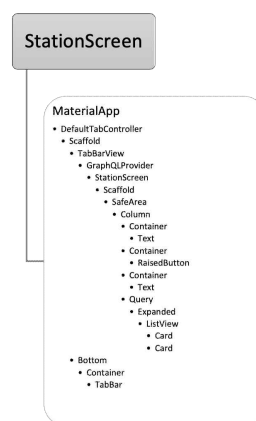 StationScreen
MaterialApp
• DefaultTabController
• Scaffold
• TabBarView
• GraphQLProvider
• StationScreen
• Scaffold
• SafeArea
• Column
• Container
• Text
• Container
• RaisedButton
• Container
• Text
• Query
• Expanded
• ListView
• Card
• Card
• Bottom
• Container
• TabBar